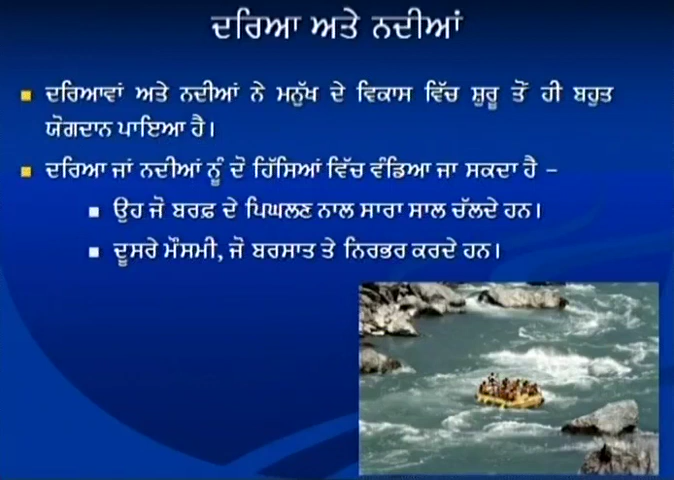 ਦਰਿਆ ਅਤੇ ਨਦੀਆਂ
ਦਰਿਆਵਾਂ ਅਤੇ ਨਦੀਆਂ ਨੇ ਮਨੁੱਖ ਦੇ ਵਿਕਾਸ ਵਿੱਚ ਸ਼ੁਰੂ ਤੋਂ ਹੀ ਬਹੁਤ
ਯੋਗਦਾਨ ਪਾਇਆ ਹੈ।
ਦਰਿਆ ਜਾਂ ਨਦੀਆਂ ਨੂੰ ਦੋ ਹਿੱਸਿਆਂ ਵਿੱਚ ਵੰਡਿਆ ਜਾ ਸਕਦਾ ਹੈ –
ਉਹ ਜੋ ਬਰਫ਼ ਦੇ ਪਿਘਲਣ ਨਾਲ ਸਾਰਾ ਸਾਲ ਚੱਲਦੇ ਹਨ।
ਦੂਸਰੇ ਮੌਸਮੀ, ਜੋ ਬਰਸਾਤ ਤੇ ਨਿਰਭਰ ਕਰਦੇ ਹਨ।